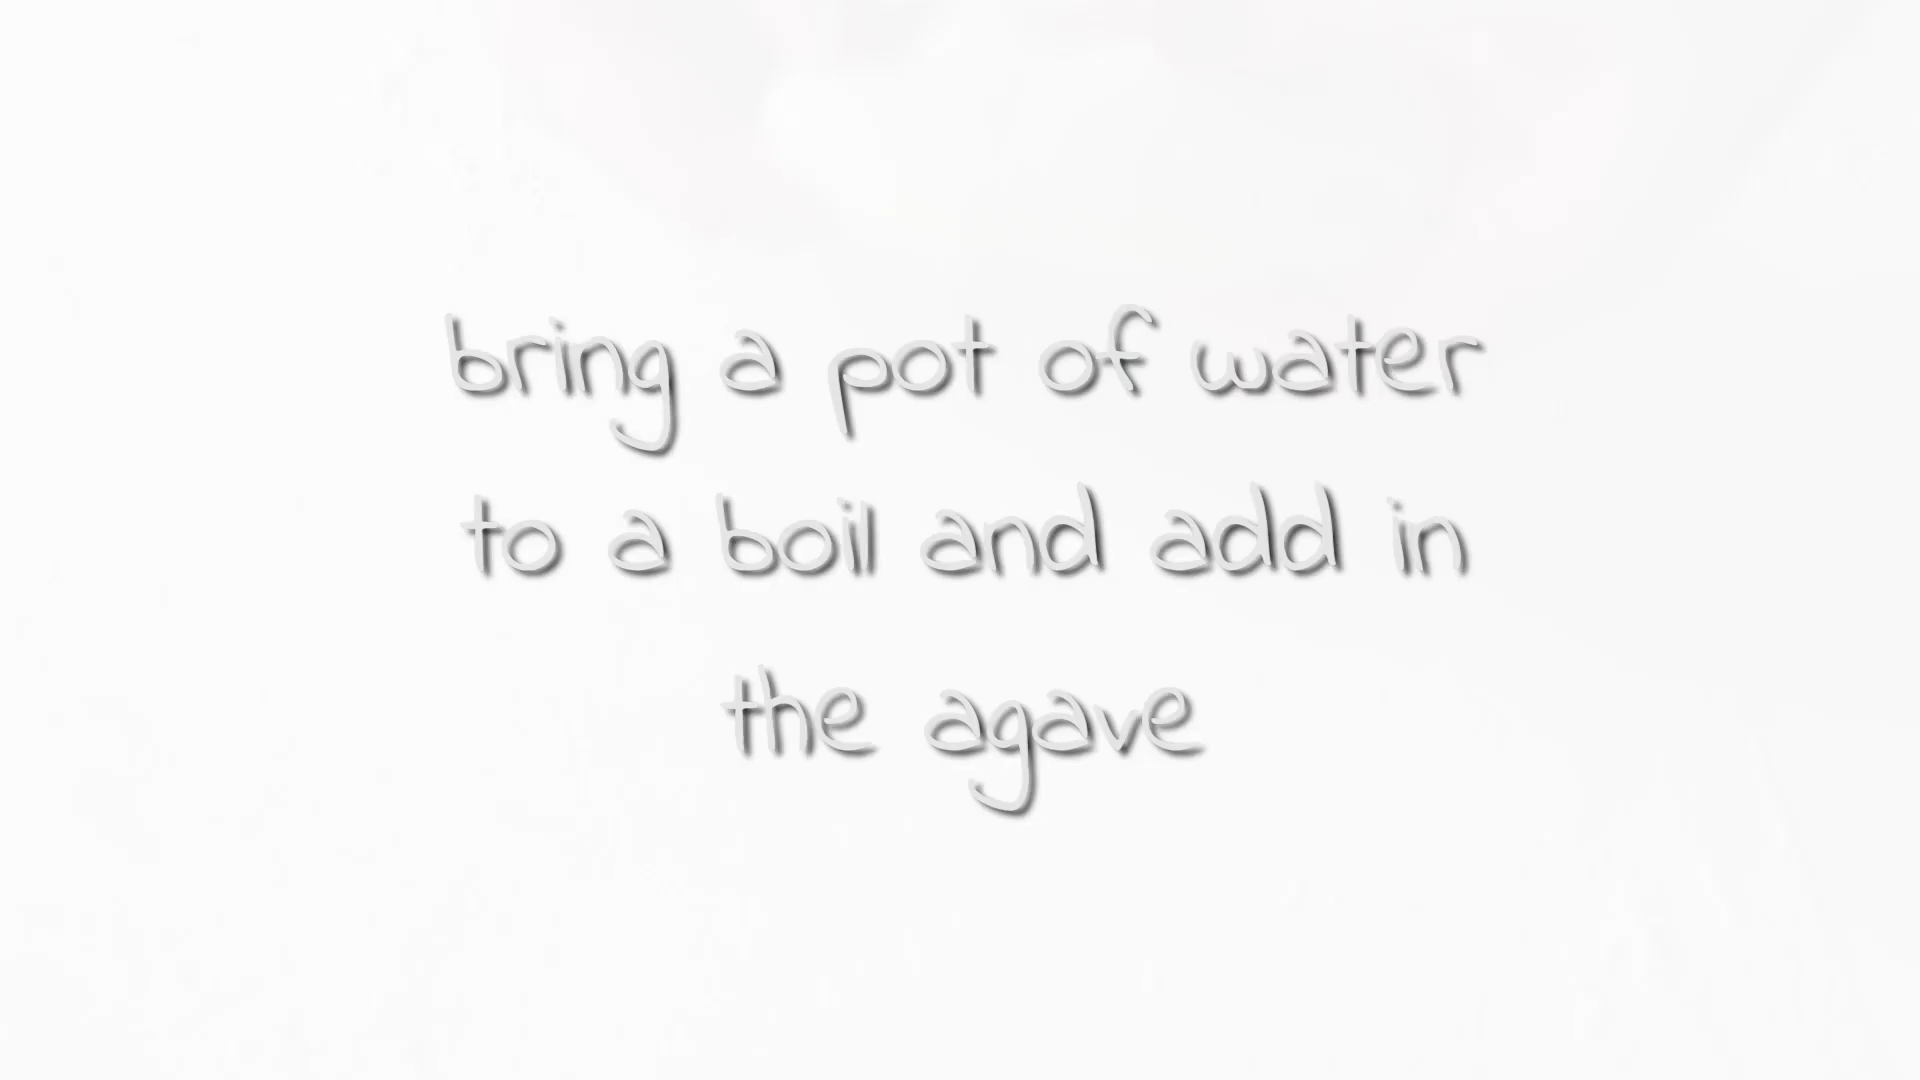 bring a pot of water
to a boil and add in
the agave